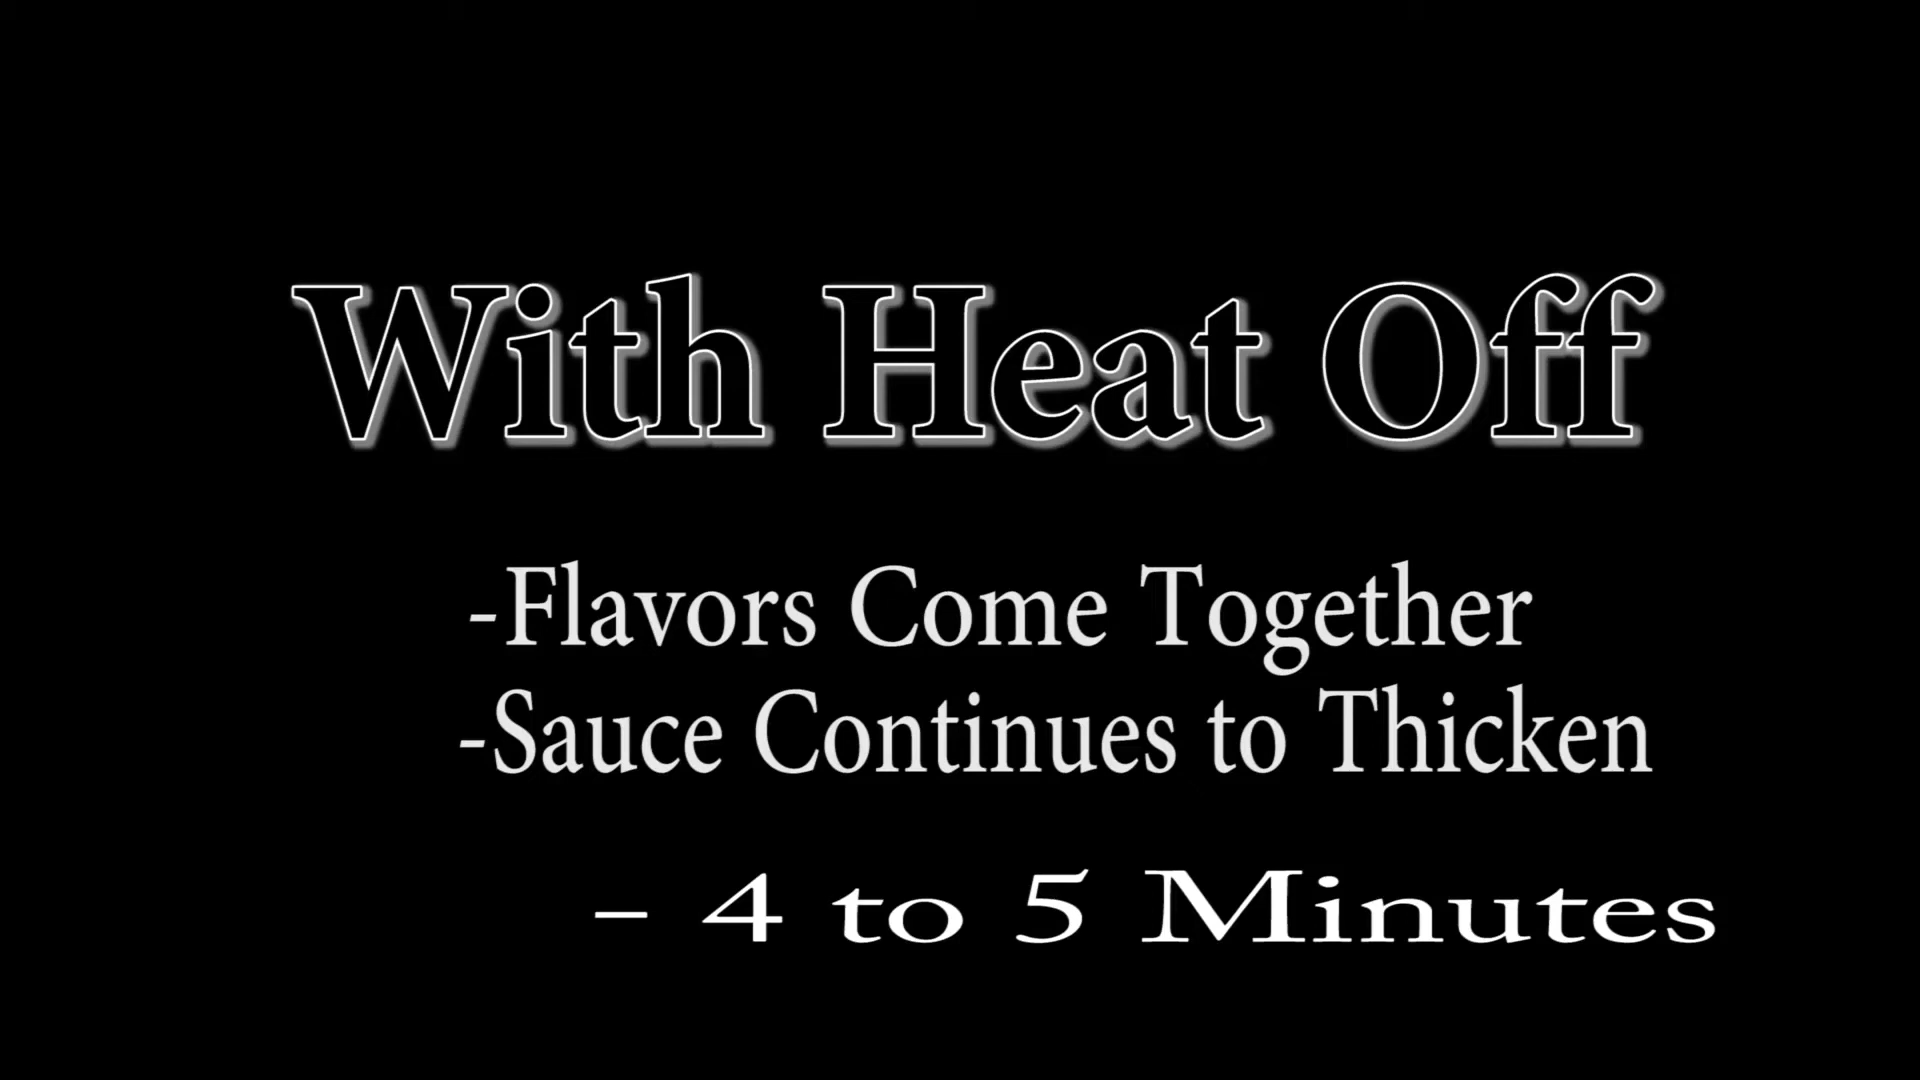 With Heat Off
-Flavors Come Together
-Sauce Continues to Thicken
- 4 to 5 Minutes